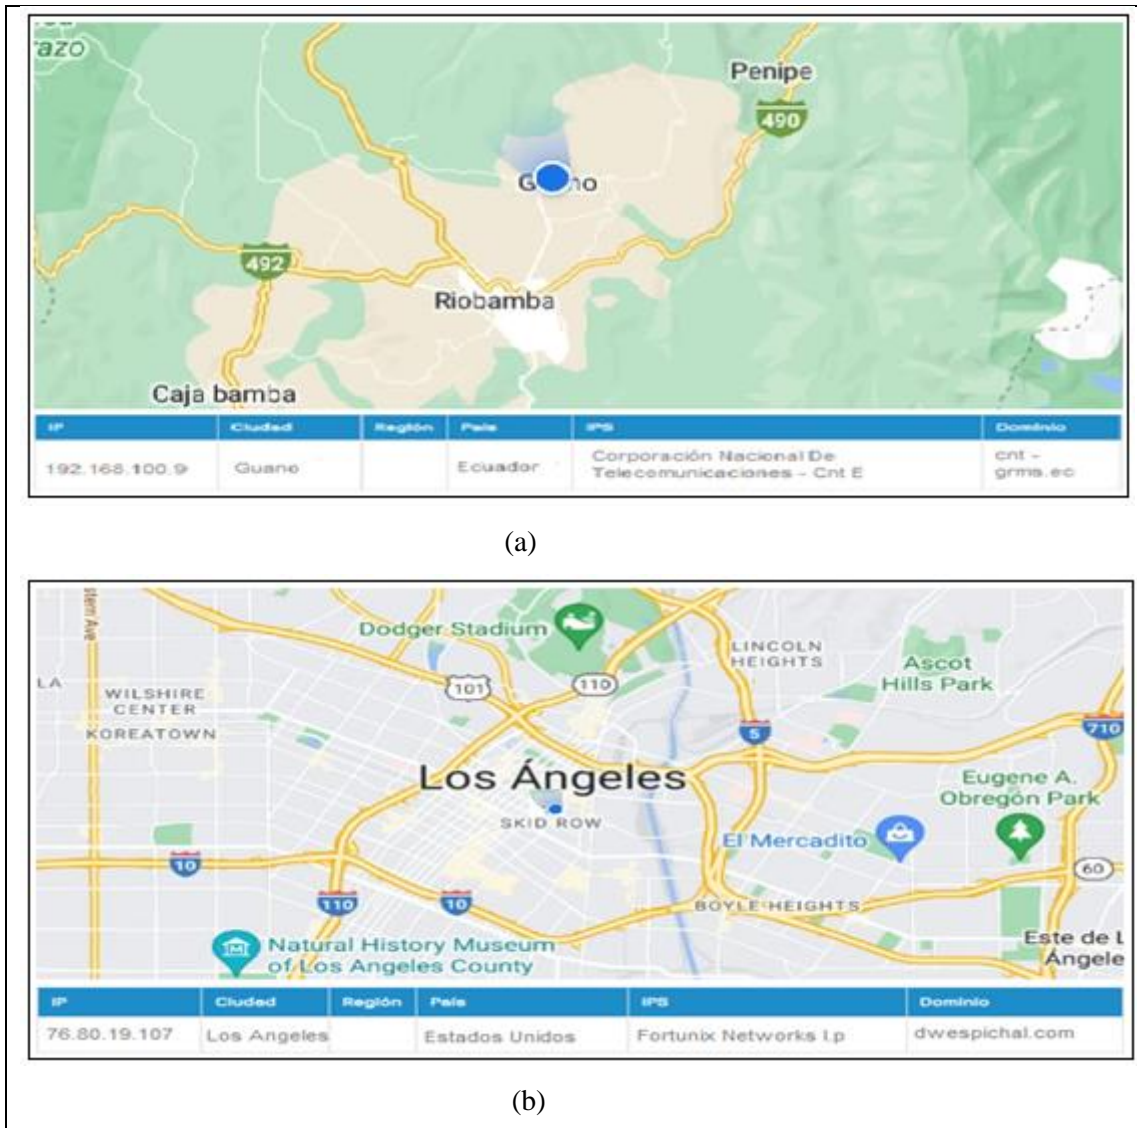 razo
Penipe
490
G no
492
Riobamba
Caja bamba
IP Ciudad Región País IPS Dominio
192.168.100.9 Guano Ecuador Corporación Nacional De Telecomunicaciones - Cnt E cnt - grms.ec
(a)
stern Ave
Dodger Stadium
LINCOLN
HEIGHTS
Ascot
Hills Park
LA
WILSHIRE
CENTER
101
110
KOREATOWN
5
710
Los Ángeles
Eugene A.
Obregón Park
SKID ROW
El Mercadito
10
60
110
10
BOYLE HEIGHTS
Natural History Museum
of Los Angeles County
Este de L
Ángele
IP Ciudad Región País IPS Dominio
76.80.19.107 Los Angeles Estados Unidos Fortunix Networks l.p dwespichal.com
(b)